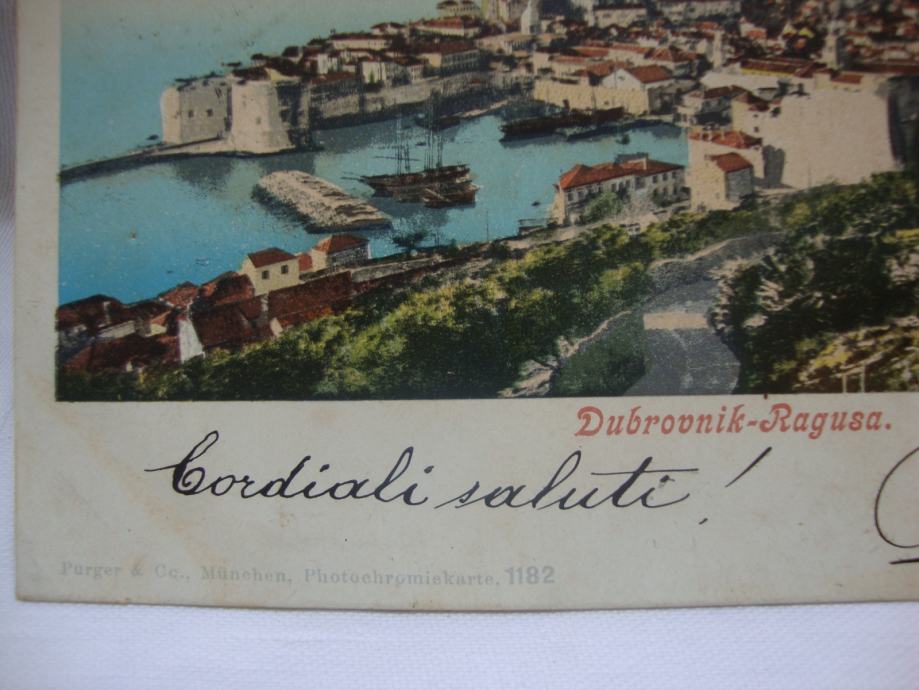 Dubrovnik-Ragusa.
Cordiali saluti!
Purger & Co., München, Photochromiekarte. 1182